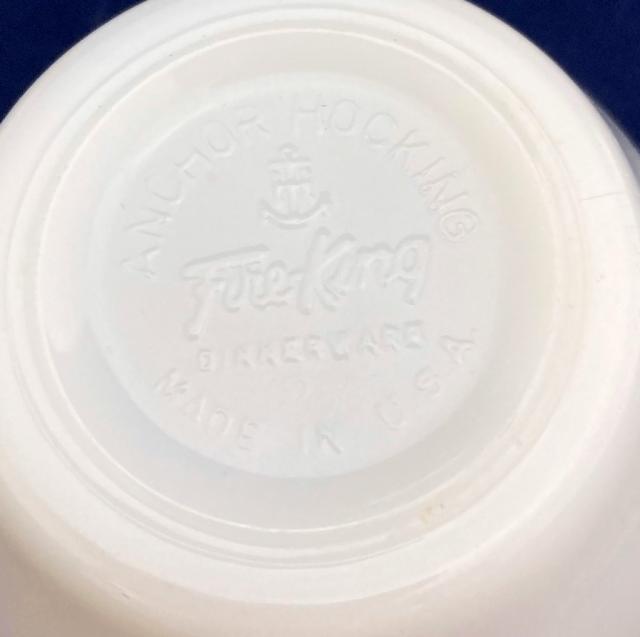 ANCHOR HOCKING
Fire-King
DINNERWARE
MADE IN U.S.A.